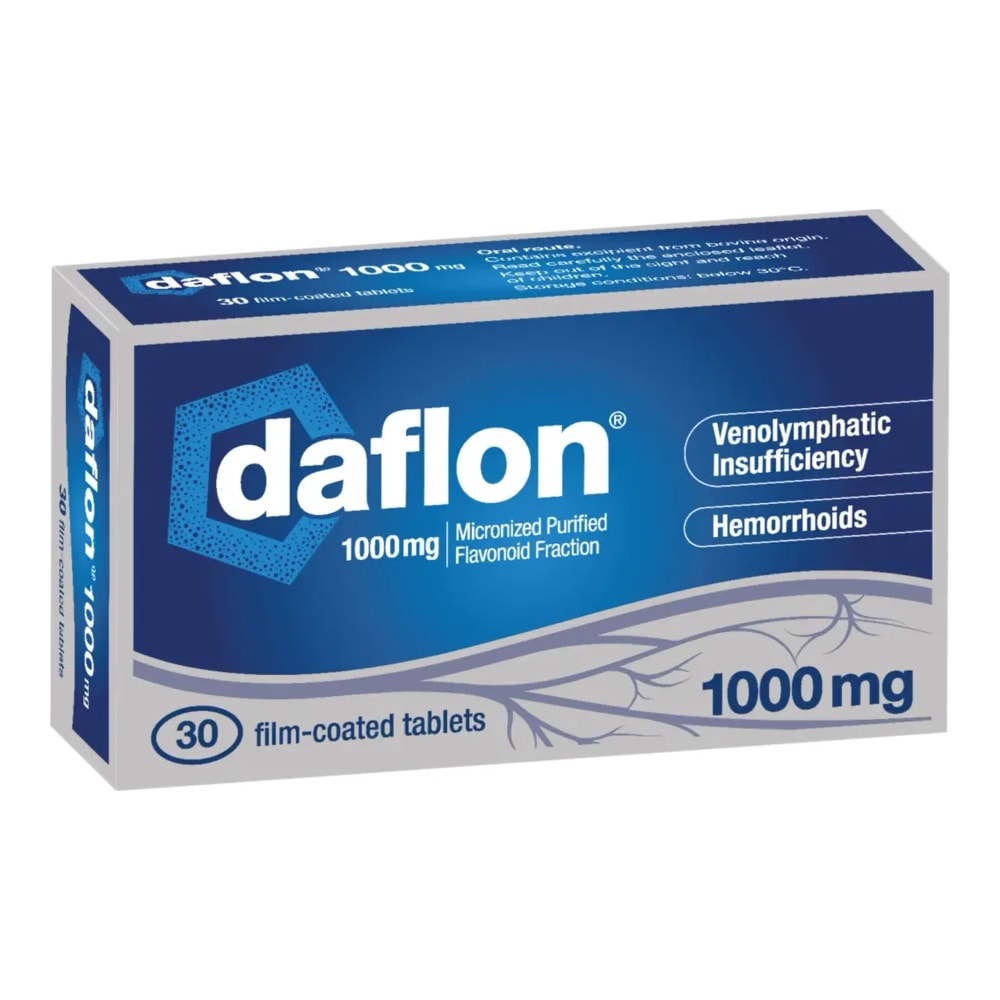 daflon® 1000 mg
30 film-coated tablets
Oral route.
Contains excipient from bovine origin.
Read carefully the enclosed leaflet.
Keep out of the sight and reach
of children.
Storage conditions: below 30°C.
daflon®
1000 mg
Micronized Purified
Flavonoid Fraction
Venolymphatic
Insufficiency
Hemorrhoids
30 film-coated tablets
1000 mg
daflon® 1000 mg
30 film-coated tablets